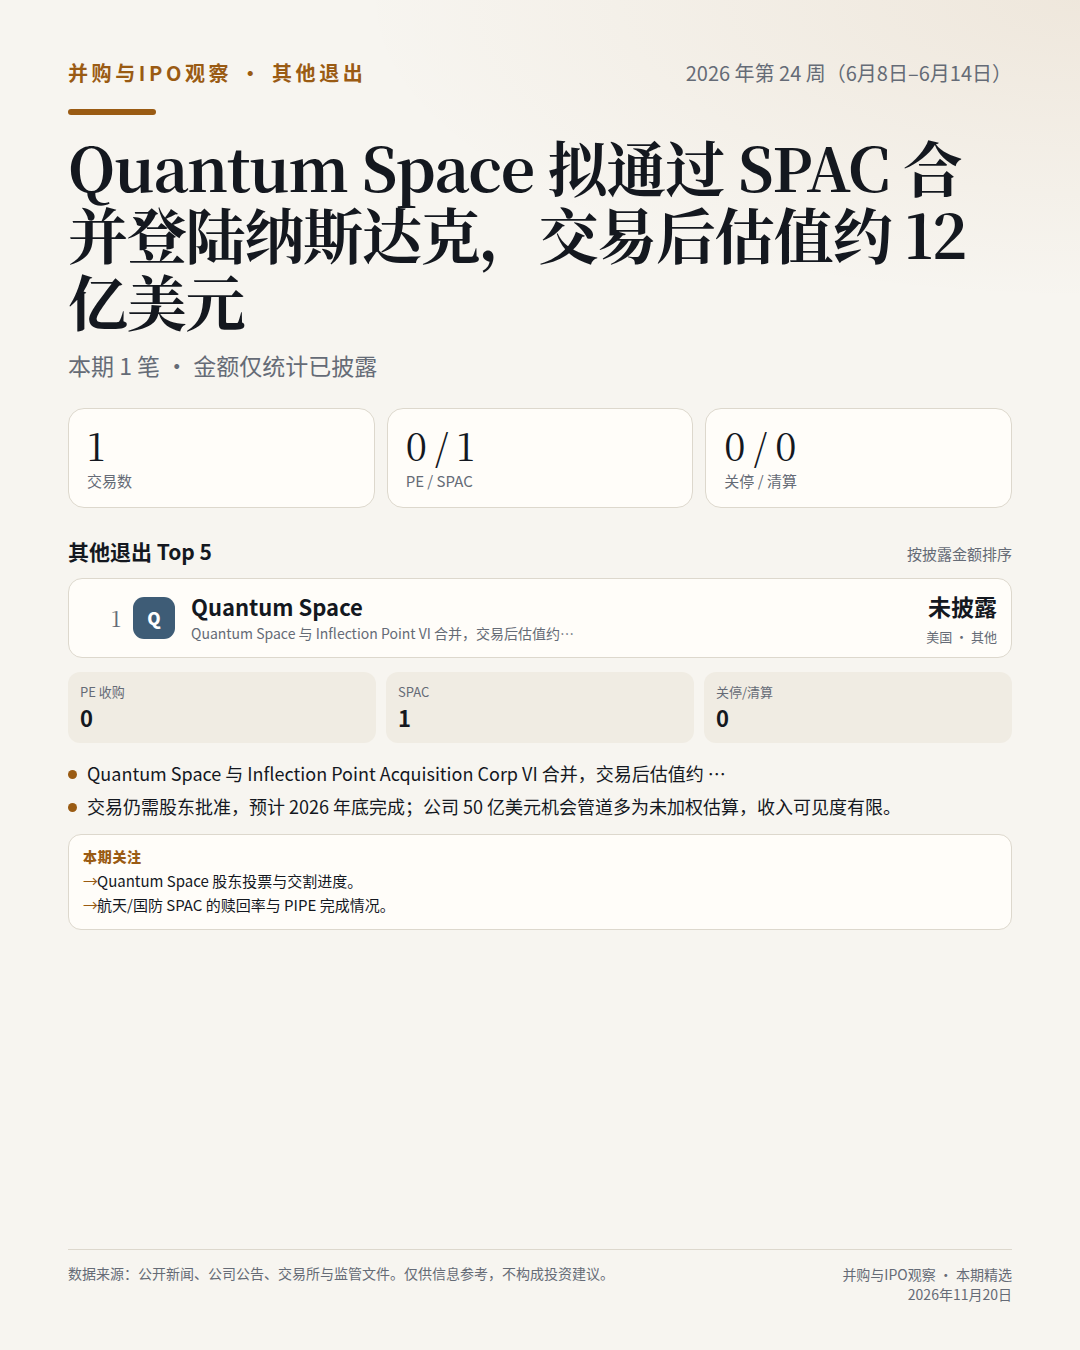 并购与IPO观察 · 其他退出
2026 年第 24 周（6月8日–6月14日）
Quantum Space 拟通过 SPAC 合
并登陆纳斯达克，交易后估值约 12
亿美元
本期 1 笔 · 金额仅统计已披露
1
交易数
0 / 1
PE / SPAC
0 / 0
关停 / 清算
其他退出 Top 5
按披露金额排序
1
Q
Quantum Space
Quantum Space 与 Inflection Point VI 合并，交易后估值约…
未披露
美国 · 其他
PE 收购
0
SPAC
1
关停/清算
0
Quantum Space 与 Inflection Point Acquisition Corp VI 合并，交易后估值约 …
交易仍需股东批准，预计 2026 年底完成；公司 50 亿美元机会管道多为未加权估算，收入可见度有限。
本期关注
→Quantum Space 股东投票与交割进度。
→航天/国防 SPAC 的赎回率与 PIPE 完成情况。
数据来源：公开新闻、公司公告、交易所与监管文件。仅供信息参考，不构成投资建议。
并购与IPO观察 · 本期精选
2026年11月20日